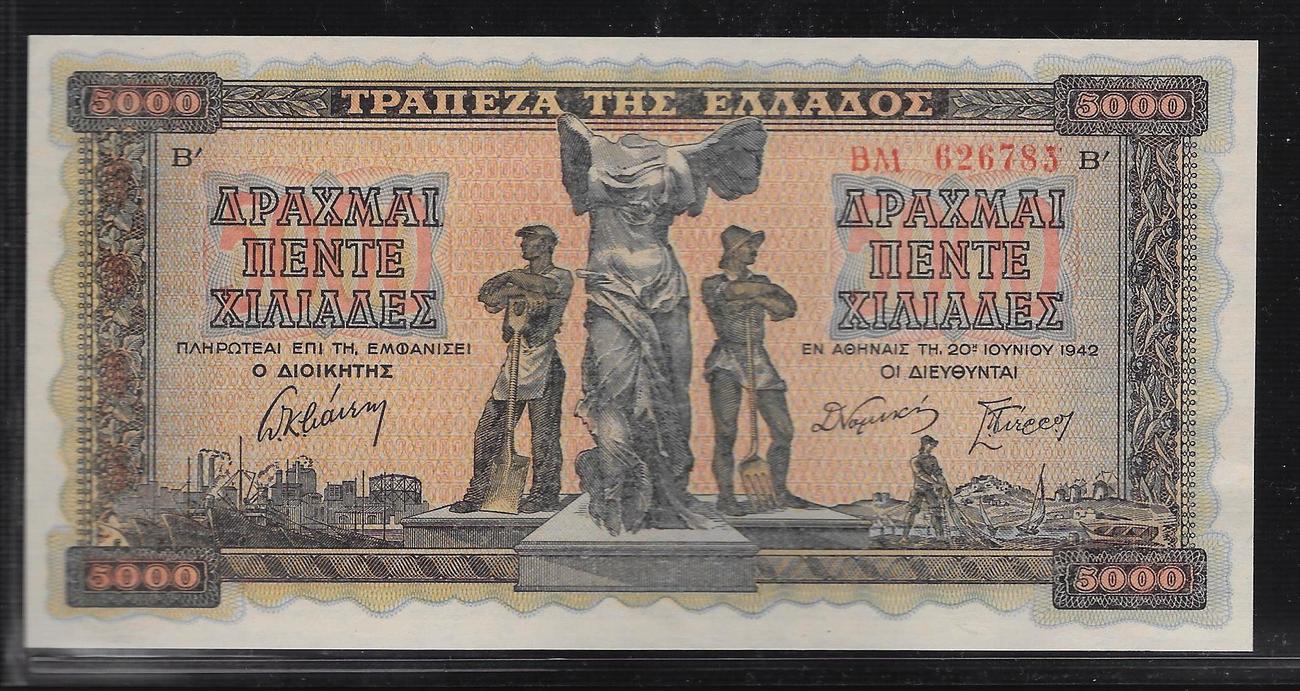 5000 ΤΡΑΠΕΖΑ ΤΗΣ ΕΛΛΑΔΟΣ 5000
Β′ ΒΜ 626783 Β′
ΔΡΑΧΜΑΙ
ΠΕΝΤΕ
ΧΙΛΙΑΔΕΣ
ΠΛΗΡΩΤΕΑΙ ΕΠΙ ΤΗ, ΕΜΦΑΝΙΣΕΙ
Ο ΔΙΟΙΚΗΤΗΣ
ΔΡΑΧΜΑΙ
ΠΕΝΤΕ
ΧΙΛΙΑΔΕΣ
ΕΝ ΑΘΗΝΑΙΣ ΤΗ, 20ῌ ΙΟΥΝΙΟΥ 1942
ΟΙ ΔΙΕΥΘΥΝΤΑΙ
5000 5000